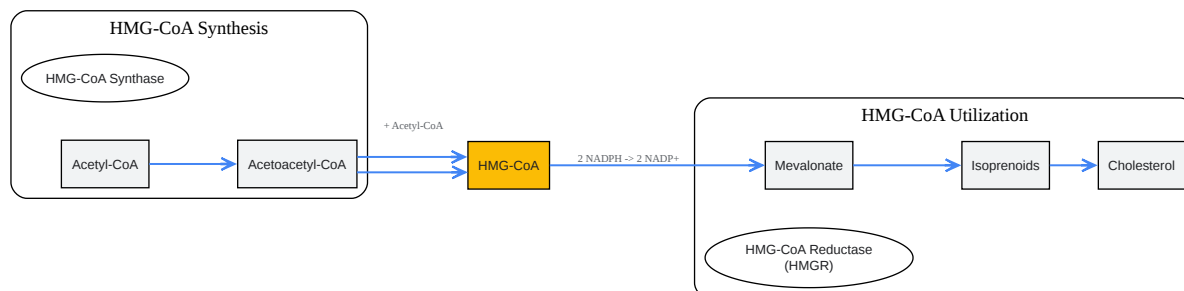 HMG-CoA Synthesis
HMG-CoA Synthase
Acetyl-CoA
Acetoacetyl-CoA
+ Acetyl-CoA
HMG-CoA
2 NADPH -> 2 NADP+
HMG-CoA Utilization
Mevalonate
Isoprenoids
Cholesterol
HMG-CoA Reductase
(HMGR)